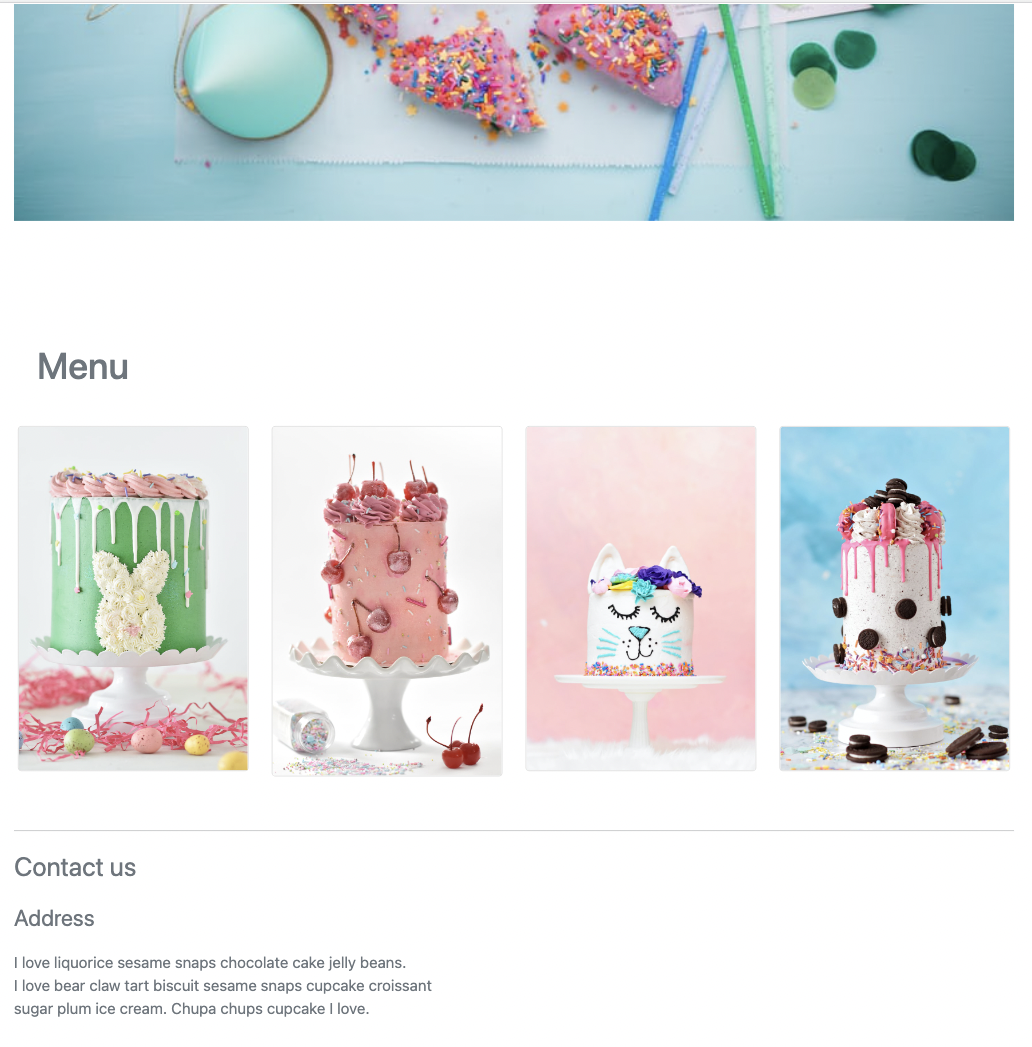 Menu
Contact us
Address
I love liquorice sesame snaps chocolate cake jelly beans.
I love bear claw tart biscuit sesame snaps cupcake croissant
sugar plum ice cream. Chupa chups cupcake I love.